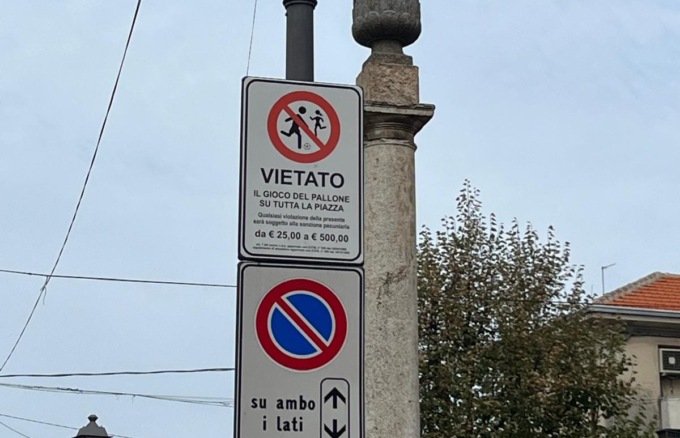 VIETATO
IL GIOCO DEL PALLONE
SU TUTTA LA PIAZZA
Qualsiasi violazione della presente
sarà soggetto alla sanzione pecuniaria
da € 25,00 a € 500,00
su ambo
i lati